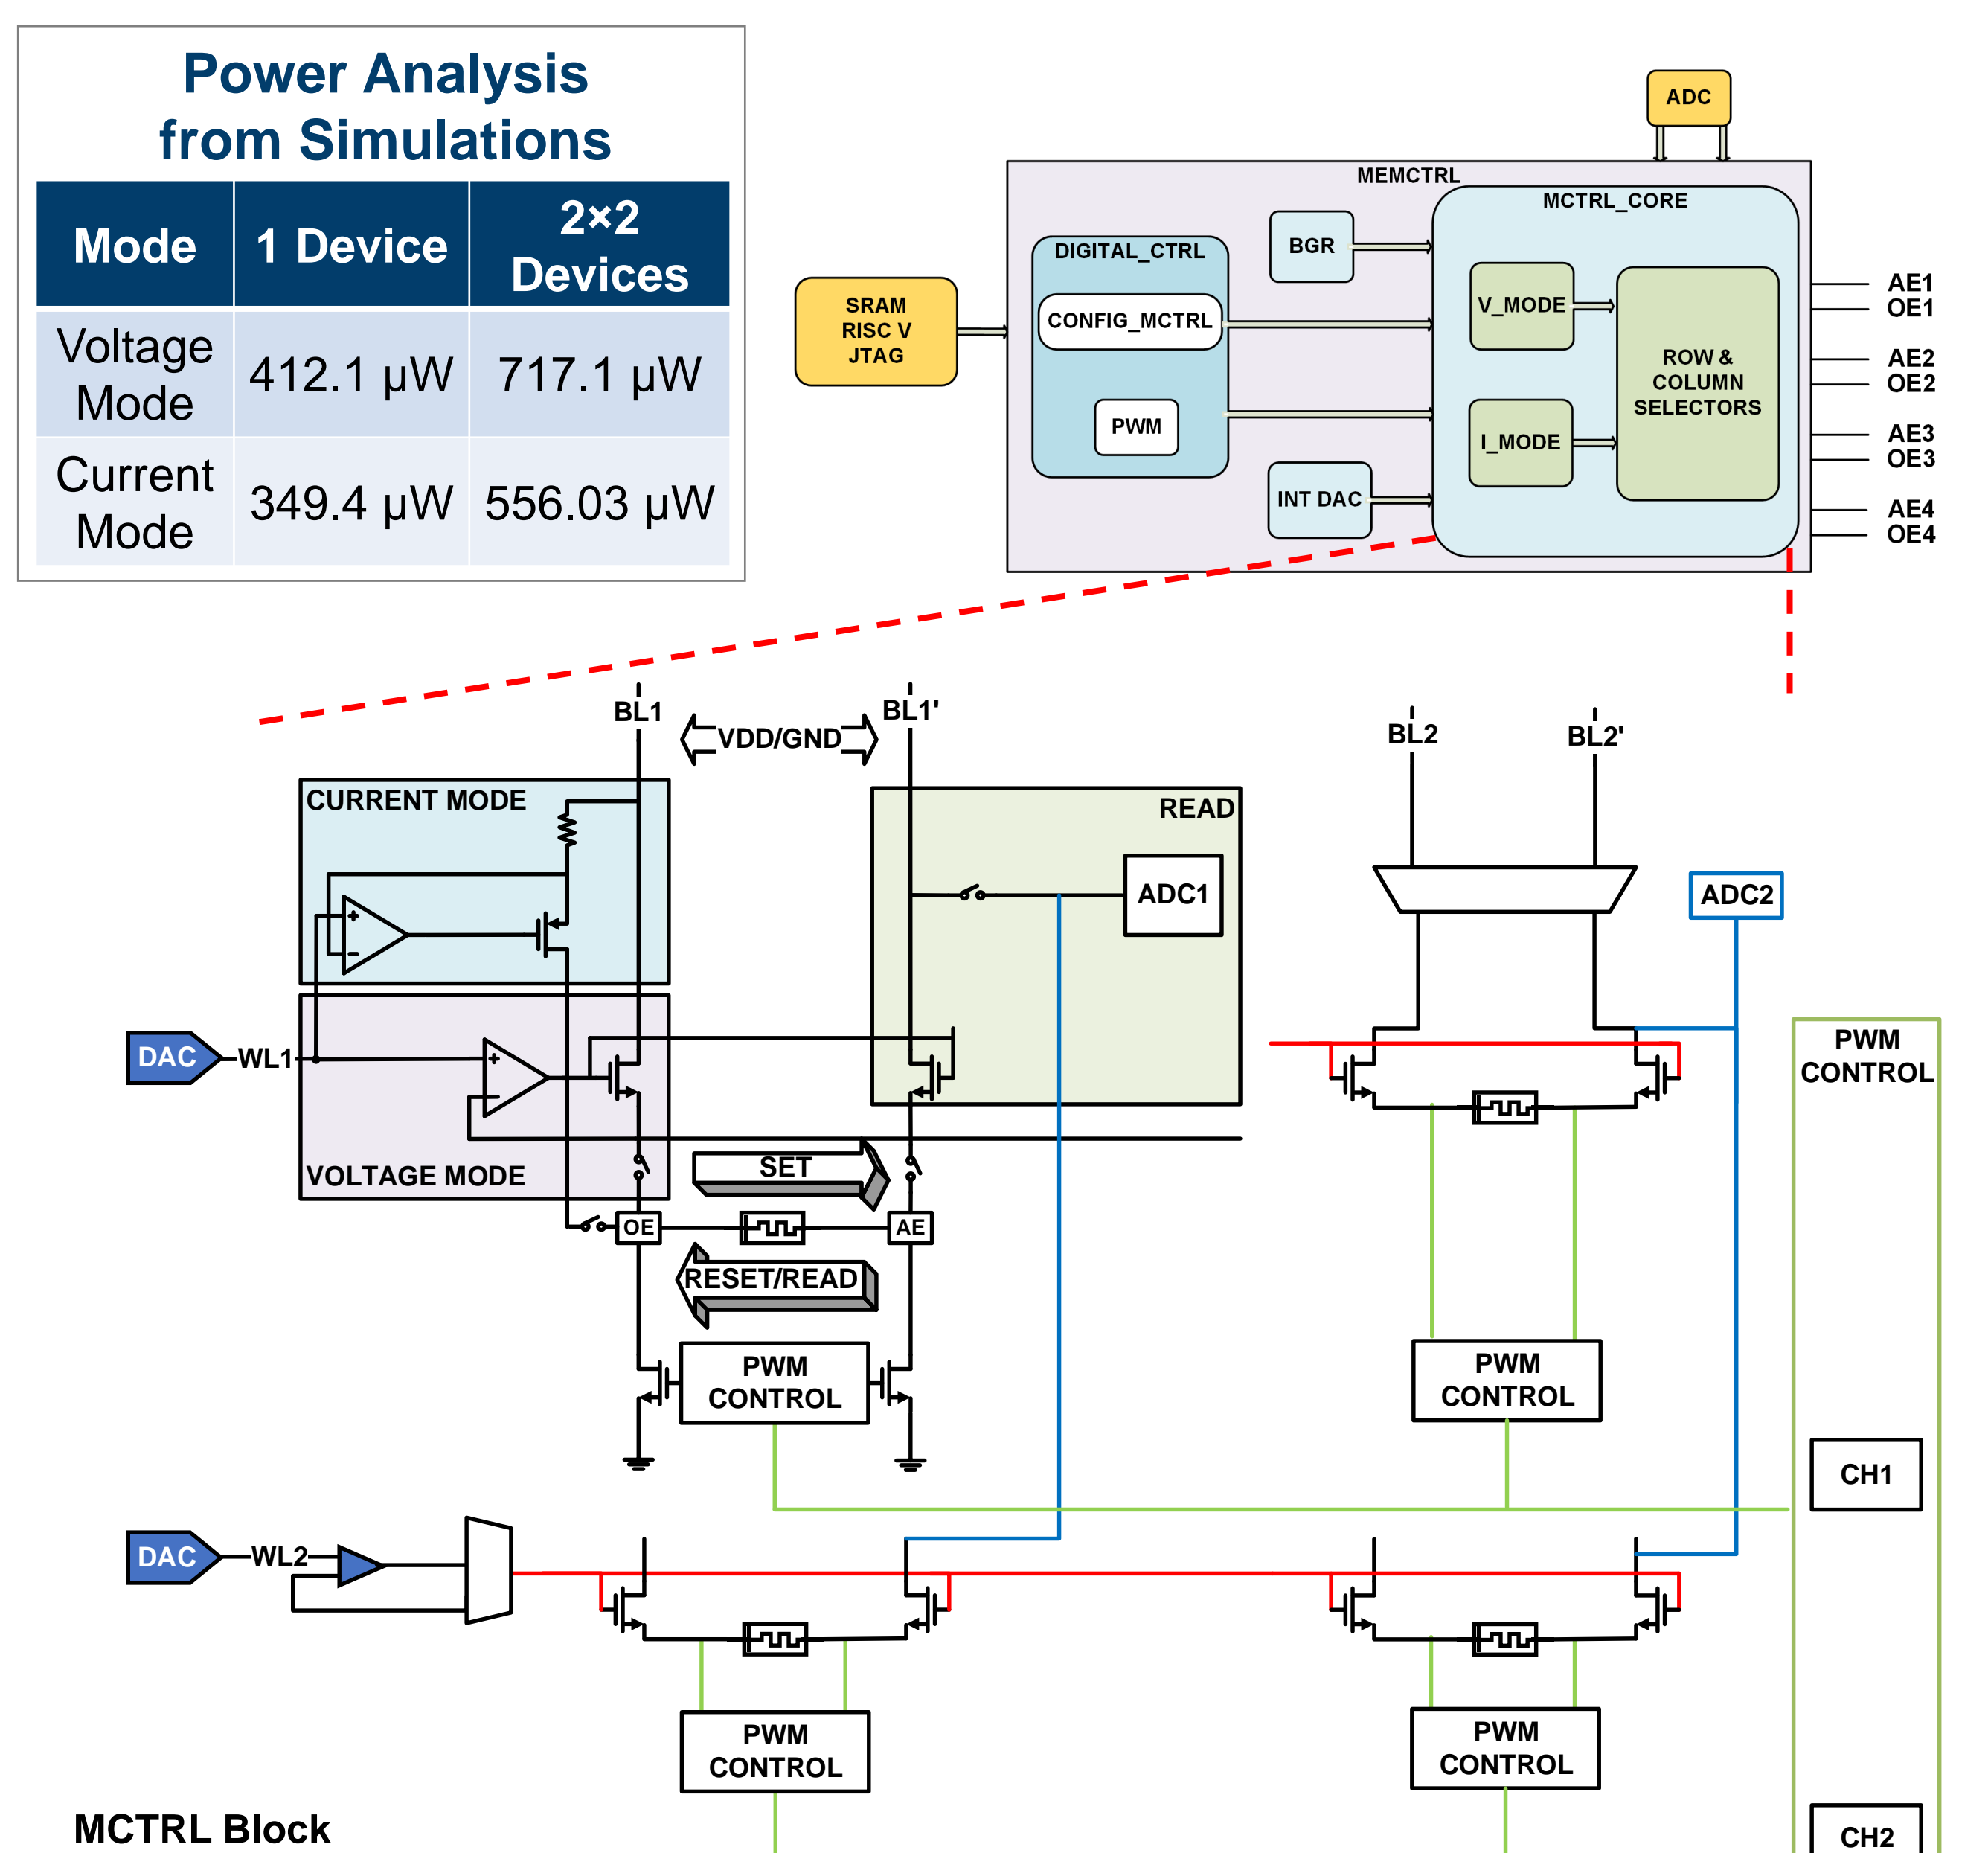 Power Analysis
from Simulations
Mode
1 Device
2×2
Devices
Voltage
Mode
412.1 µW
717.1 µW
Current
Mode
349.4 µW
556.03 µW
ADC
MEMCTRL
MCTRL_CORE
DIGITAL_CTRL
BGR
CONFIG_MCTRL
PWM
INT DAC
V_MODE
I_MODE
ROW &
COLUMN
SELECTORS
SRAM
RISC V
JTAG
AE1
OE1
AE2
OE2
AE3
OE3
AE4
OE4
BL1
VDD/GND
BL1'
BL2
BL2'
CURRENT MODE
+
−
READ
ADC1
ADC2
DAC
WL1
+
−
VOLTAGE MODE
SET
OE
AE
RESET/READ
PWM
CONTROL
PWM
CONTROL
PWM
CONTROL
CH1
DAC
WL2
PWM
CONTROL
PWM
CONTROL
CH2
MCTRL Block